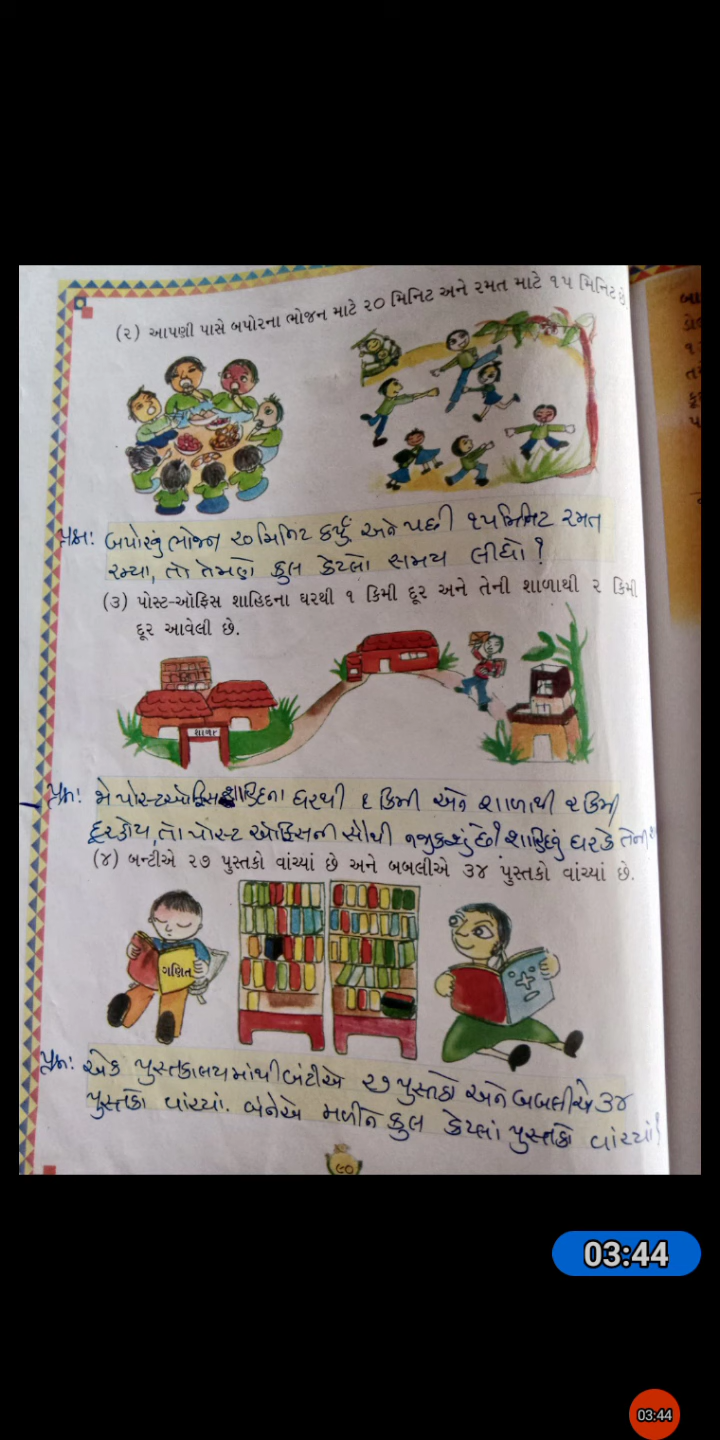 (૨) આપણી પાસે બપોરના ભોજન માટે ૨૦ મિનિટ અને રમત માટે ૧૫ મિનિટ છે
પ્રશ્ન: બપોરનું ભોજન ૨૦ મિનિટ કર્યું અને પછી ૧૫ મિનિટ રમત
રમ્યા, તો તેમણે કુલ કેટલો સમય લીધો ?
(૩) પોસ્ટ-ઑફિસ શાહિદના ઘરથી ૧ કિમી દૂર અને તેની શાળાથી ૨ કિમી
દૂર આવેલી છે.
શાળા
પ્રશ્ન: જો પોસ્ટ ઓફિસ શાહિદના ઘરથી ૧ કિમી અને શાળાથી ૨ કિમી
દૂર હોય, તો પોસ્ટ ઓફિસની સૌથી નજીક શું છે? શાહિદનું ઘર કે તેની
(૪) બન્ટીએ ૨૭ પુસ્તકો વાંચ્યાં છે અને બબલીએ ૩૪ પુસ્તકો વાંચ્યાં છે.
ગણિત
પ્રશ્ન: એક પુસ્તકાલયમાંથી બંટીએ ૨૭ પુસ્તકો અને બબલીએ ૩૪
પુસ્તકો વાંચ્યાં. બંનેએ મળીને કુલ કેટલાં પુસ્તકો વાંચ્યાં?
૯૦
03:44
03:44